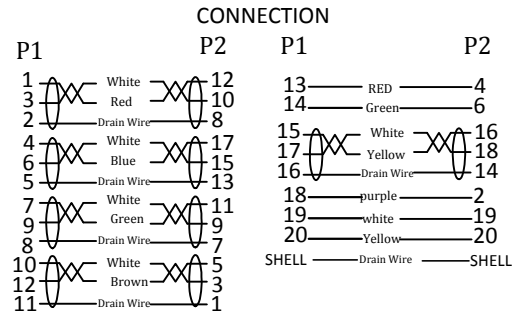 CONNECTION
P1 P2
1 White 12
3 Red 10
2 Drain Wire 8
4 White 17
6 Blue 15
5 Drain Wire 13
7 White 11
9 Green 9
8 Drain Wire 7
10 White 5
12 Brown 3
11 Drain Wire 1
P1 P2
13 RED 4
14 Green 6
15 White 16
17 Yellow 18
16 Drain Wire 14
18 purple 2
19 white 19
20 Yellow 20
SHELL Drain Wire SHELL